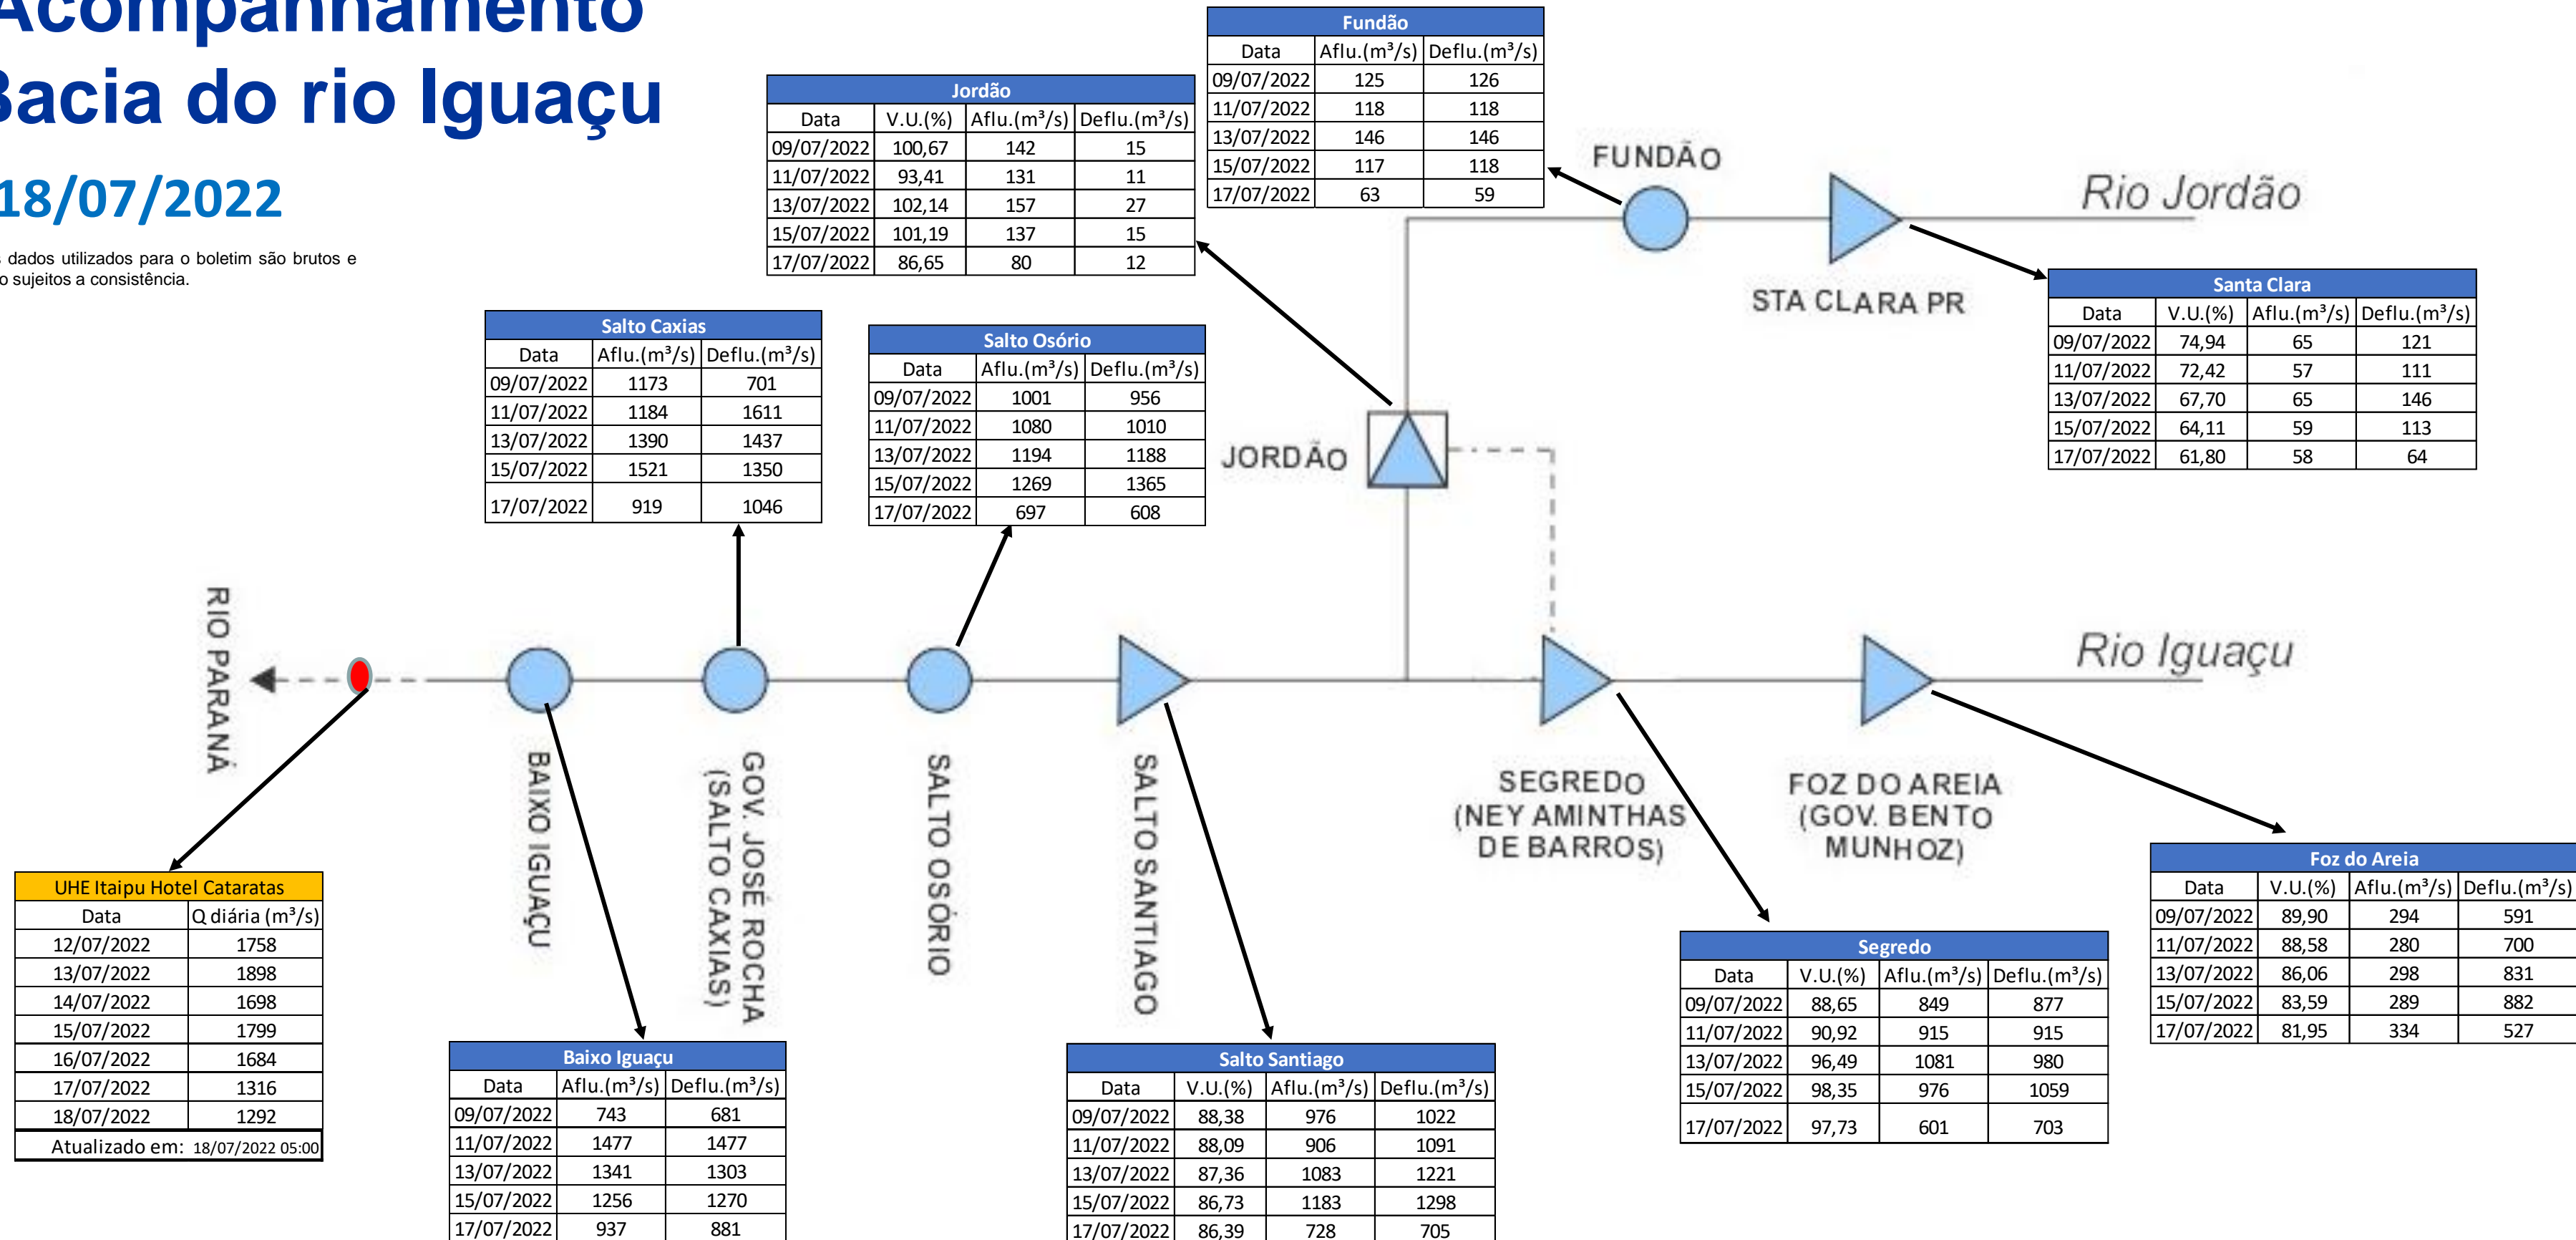 Acompanhamento
Bacia do rio Iguaçu
18/07/2022
dados utilizados para o boletim são brutos e
sujeitos a consistência.
Fundão
Data Aflu.(m³/s) Deflu.(m³/s)
09/07/2022 125 126
11/07/2022 118 118
13/07/2022 146 146
15/07/2022 117 118
17/07/2022 63 59
Jordão
Data V.U.(%) Aflu.(m³/s) Deflu.(m³/s)
09/07/2022 100,67 142 15
11/07/2022 93,41 131 11
13/07/2022 102,14 157 27
15/07/2022 101,19 137 15
17/07/2022 86,65 80 12
FUNDÃO
Rio Jordão
STA CLARA PR
Santa Clara
Data V.U.(%) Aflu.(m³/s) Deflu.(m³/s)
09/07/2022 74,94 65 121
11/07/2022 72,42 57 111
13/07/2022 67,70 65 146
15/07/2022 64,11 59 113
17/07/2022 61,80 58 64
Salto Caxias
Data Aflu.(m³/s) Deflu.(m³/s)
09/07/2022 1173 701
11/07/2022 1184 1611
13/07/2022 1390 1437
15/07/2022 1521 1350
17/07/2022 919 1046
Salto Osório
Data Aflu.(m³/s) Deflu.(m³/s)
09/07/2022 1001 956
11/07/2022 1080 1010
13/07/2022 1194 1188
15/07/2022 1269 1365
17/07/2022 697 608
JORDÃO
RIO PARANÁ
Rio Iguaçu
BAIXO IGUAÇU
GOV. JOSÉ ROCHA
(SALTO CAXIAS)
SALTO OSÓRIO
SALTO SANTIAGO
SEGREDO
(NEY AMINTHAS
DE BARROS)
FOZ DO AREIA
(GOV. BENTO
MUNHOZ)
UHE Itaipu Hotel Cataratas
Data Q diária (m³/s)
12/07/2022 1758
13/07/2022 1898
14/07/2022 1698
15/07/2022 1799
16/07/2022 1684
17/07/2022 1316
18/07/2022 1292
Atualizado em: 18/07/2022 05:00
Baixo Iguaçu
Data Aflu.(m³/s) Deflu.(m³/s)
09/07/2022 743 681
11/07/2022 1477 1477
13/07/2022 1341 1303
15/07/2022 1256 1270
17/07/2022 937 881
Salto Santiago
Data V.U.(%) Aflu.(m³/s) Deflu.(m³/s)
09/07/2022 88,38 976 1022
11/07/2022 88,09 906 1091
13/07/2022 87,36 1083 1221
15/07/2022 86,73 1183 1298
17/07/2022 86,39 728 705
Segredo
Data V.U.(%) Aflu.(m³/s) Deflu.(m³/s)
09/07/2022 88,65 849 877
11/07/2022 90,92 915 915
13/07/2022 96,49 1081 980
15/07/2022 98,35 976 1059
17/07/2022 97,73 601 703
Foz do Areia
Data V.U.(%) Aflu.(m³/s) Deflu.(m³/s)
09/07/2022 89,90 294 591
11/07/2022 88,58 280 700
13/07/2022 86,06 298 831
15/07/2022 83,59 289 882
17/07/2022 81,95 334 527